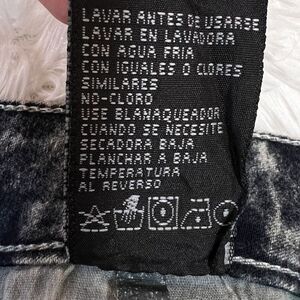 LAVAR ANTES DE USARSE
LAVAR EN LAVADORA
CON AGUA FRIA
CON IGUALES O CLORES
SIMILARES
NO-CLORO
USE BLANAQUEADOR
CUANDO SE NECESITE
SECADORA BAJA
PLANCHAR A BAJA
TEMPERATURA
AL REVERSO